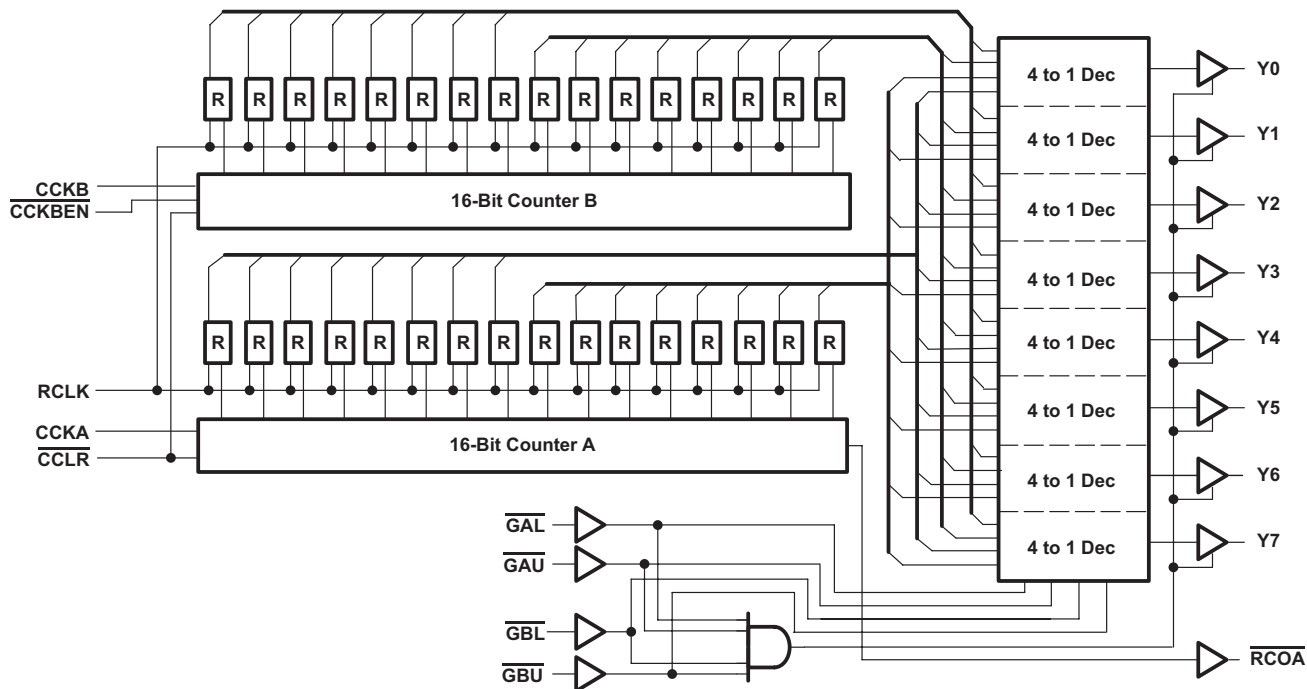 R R R R R R R R R R R R R R R R
CCKB
CCKBEN
16-Bit Counter B
R R R R R R R R R R R R R R R R
RCLK
CCKA
CCLR
16-Bit Counter A
GAL
GAU
GBL
GBU
4 to 1 Dec
4 to 1 Dec
4 to 1 Dec
4 to 1 Dec
4 to 1 Dec
4 to 1 Dec
4 to 1 Dec
4 to 1 Dec
Y0
Y1
Y2
Y3
Y4
Y5
Y6
Y7
RCOA